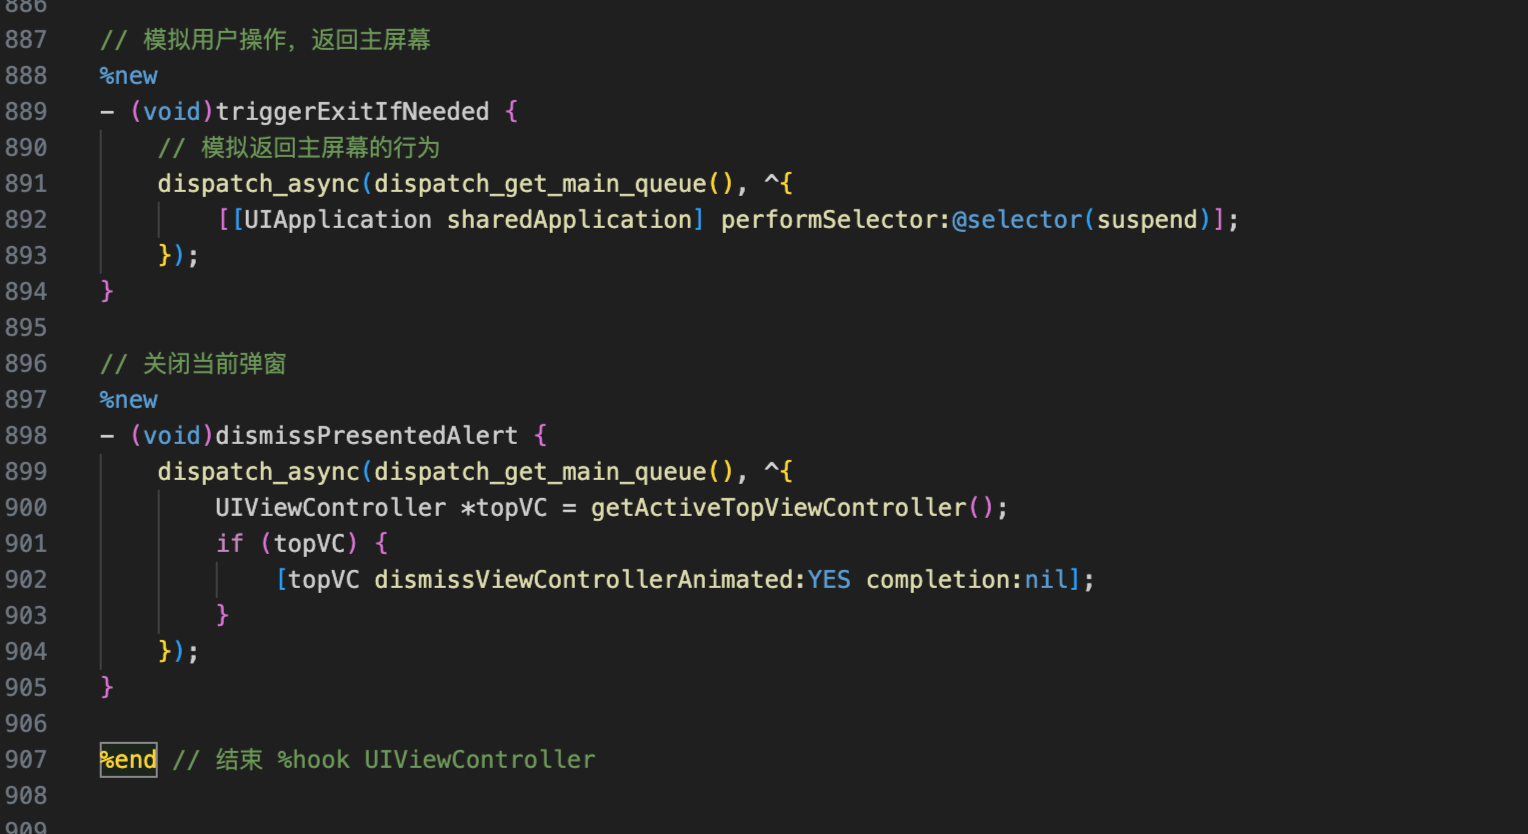 886
887 // 模拟用户操作，返回主屏幕
888 %new
889 - (void)triggerExitIfNeeded {
890 // 模拟返回主屏幕的行为
891 dispatch_async(dispatch_get_main_queue(), ^{
892 [[UIApplication sharedApplication] performSelector:@selector(suspend)];
893 });
894 }
895
896 // 关闭当前弹窗
897 %new
898 - (void)dismissPresentedAlert {
899 dispatch_async(dispatch_get_main_queue(), ^{
900 UIViewController *topVC = getActiveTopViewController();
901 if (topVC) {
902 [topVC dismissViewControllerAnimated:YES completion:nil];
903 }
904 });
905 }
906
907 %end // 结束 %hook UIViewController
908
909